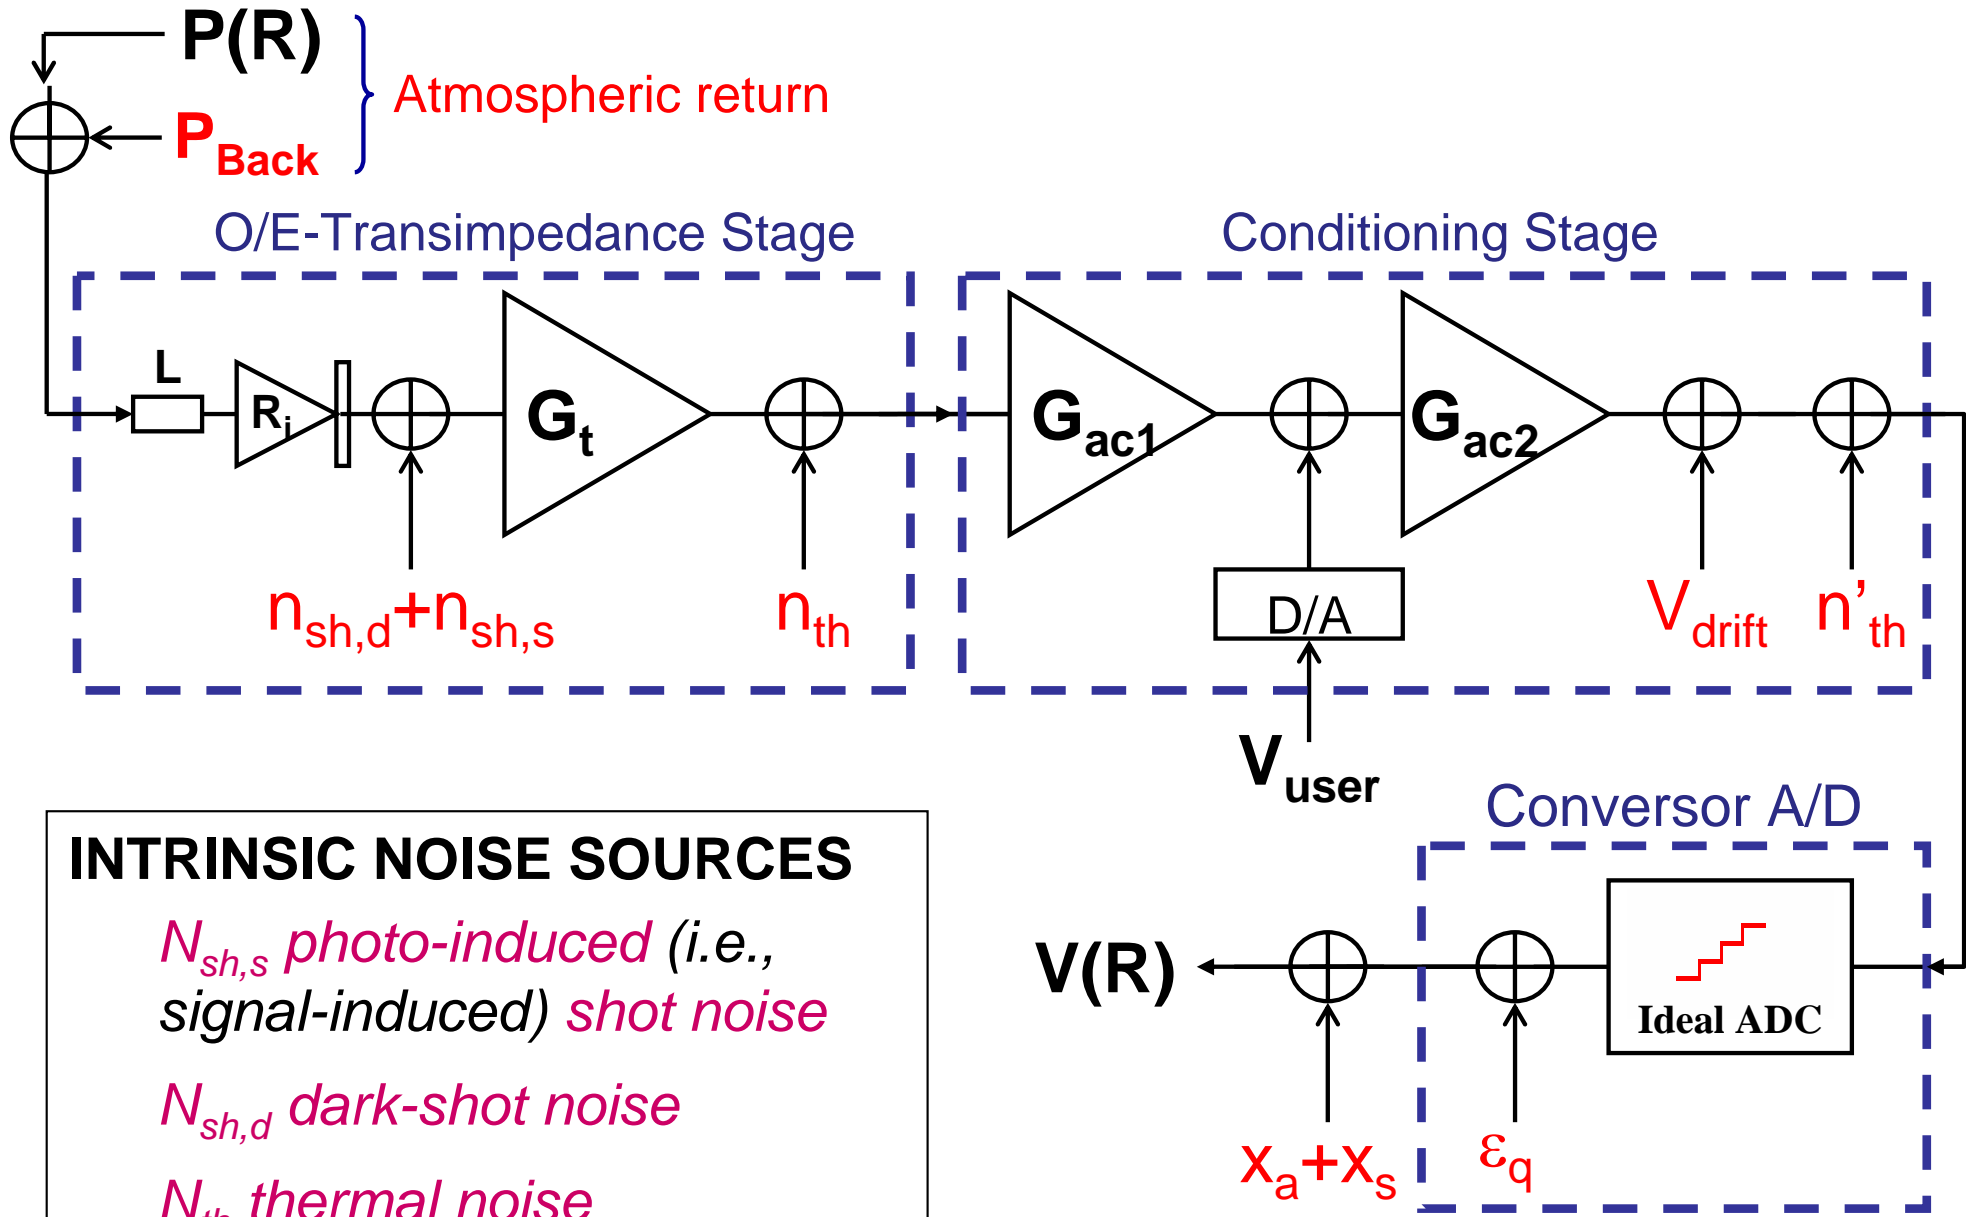 P(R)
P_Back
Atmospheric return
O/E-Transimpedance Stage
Conditioning Stage
L
R_i
G_t
G_ac1
G_ac2
n_sh,d+n_sh,s
n_th
D/A
V_drift
n'_th
V_user
Conversor A/D
INTRINSIC NOISE SOURCES
N_sh,s photo-induced (i.e.,
signal-induced) shot noise
N_sh,d dark-shot noise
N_th thermal noise
V(R)
Ideal ADC
x_a+x_s
ε_q